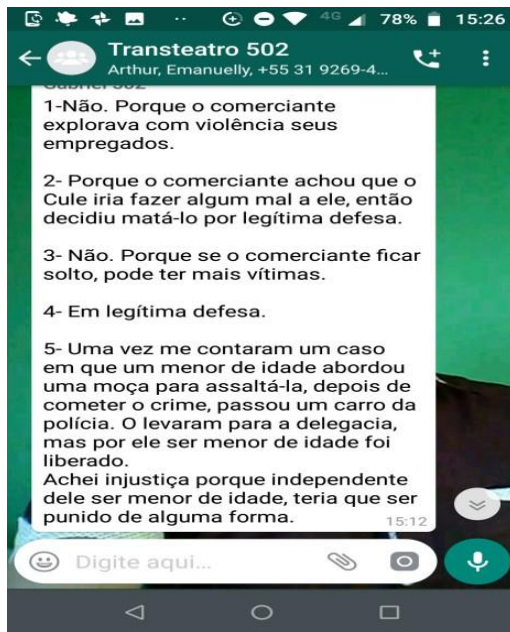 4G 78% 15:26
Transteatro 502
Arthur, Emanuelly, +55 31 9269-4...
Gabriel 502
1-Não. Porque o comerciante
explorava com violência seus
empregados.
2- Porque o comerciante achou que o
Cule iria fazer algum mal a ele, então
decidiu matá-lo por legítima defesa.
3- Não. Porque se o comerciante ficar
solto, pode ter mais vítimas.
4- Em legítima defesa.
5- Uma vez me contaram um caso
em que um menor de idade abordou
uma moça para assaltá-la, depois de
cometer o crime, passou um carro da
polícia. O levaram para a delegacia,
mas por ele ser menor de idade foi
liberado.
Achei injustiça porque independente
dele ser menor de idade, teria que ser
punido de alguma forma.
15:12
Digite aqui...